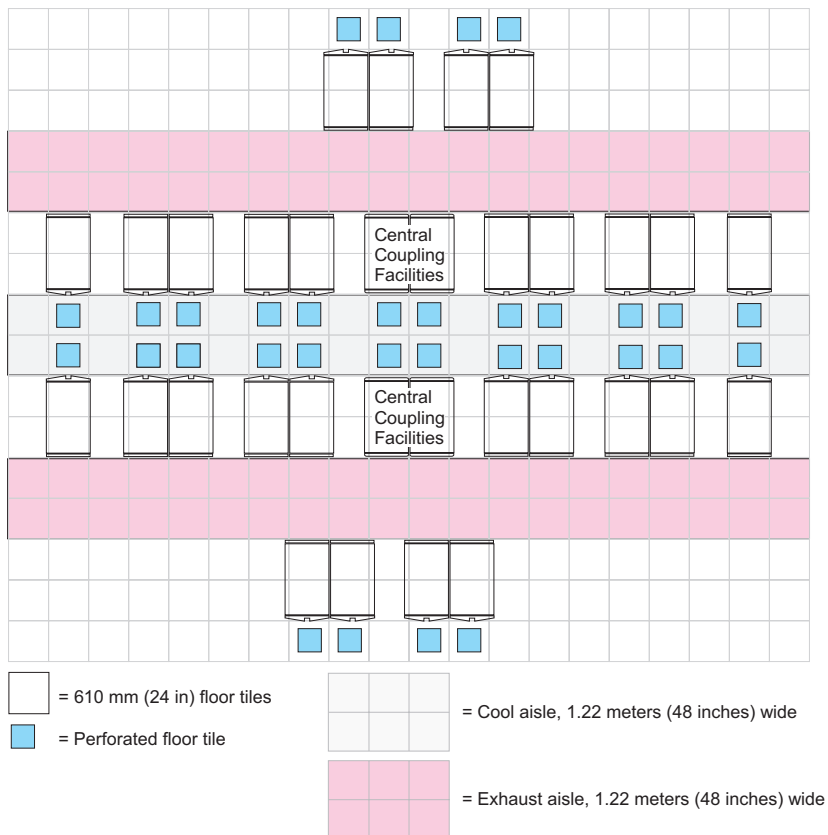 Central
Coupling
Facilities
Central
Coupling
Facilities
= 610 mm (24 in) floor tiles
= Perforated floor tile
= Cool aisle, 1.22 meters (48 inches) wide
= Exhaust aisle, 1.22 meters (48 inches) wide